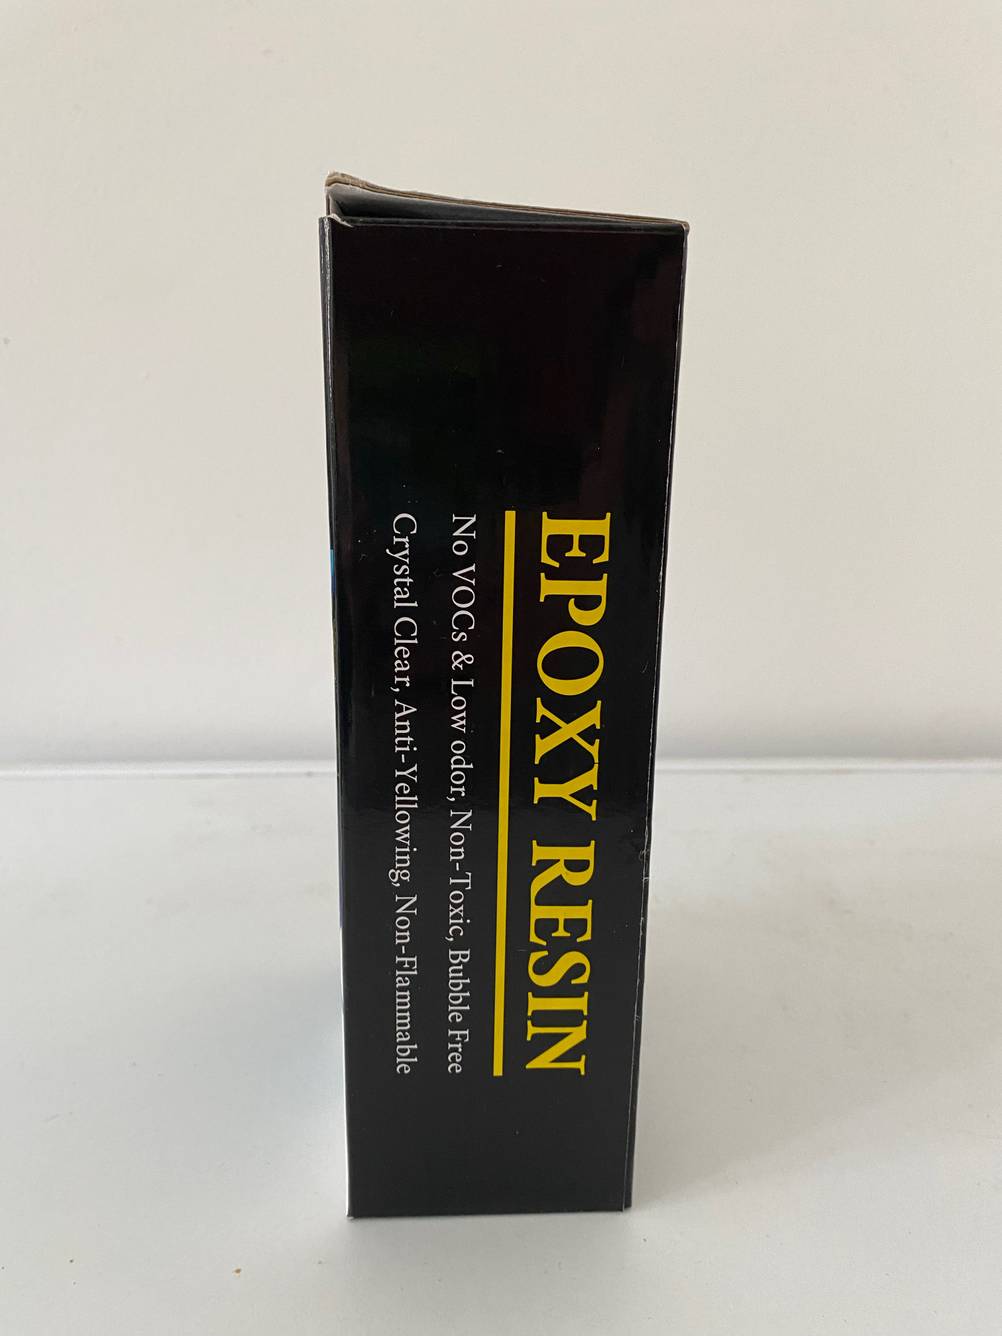 EPOXY RESIN
No VOCs & Low odor, Non-Toxic, Bubble Free
Crystal Clear, Anti-Yellowing, Non-Flammable